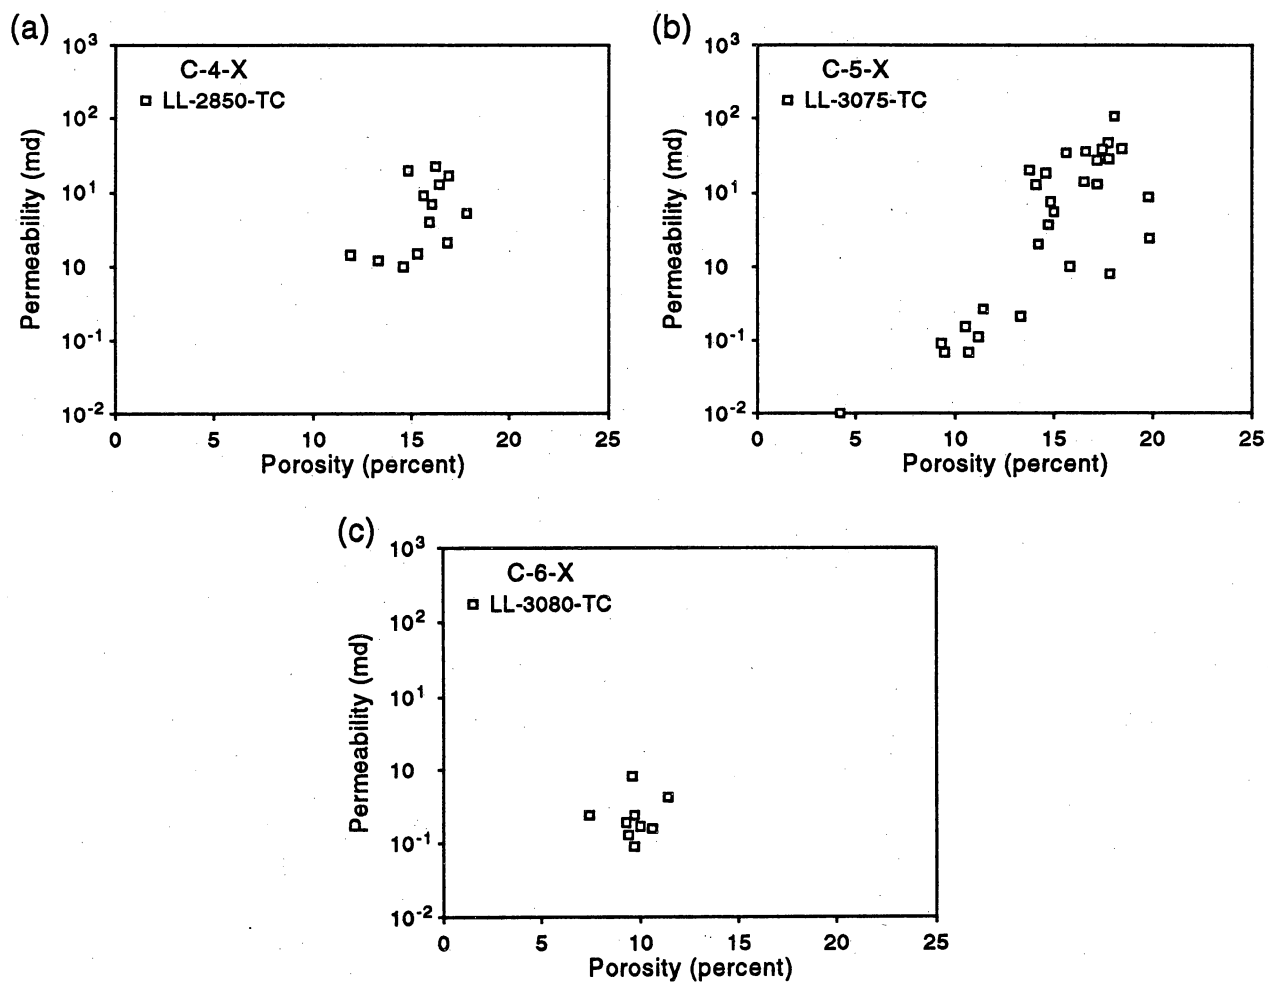 (a)
C-4-X
LL-2850-TC
Permeability (md)
10³
10²
10¹
10
10⁻¹
10⁻²
0 5 10 15 20 25
Porosity (percent)
(b)
C-5-X
LL-3075-TC
Permeability (md)
10³
10²
10¹
10
10⁻¹
10⁻²
0 5 10 15 20 25
Porosity (percent)
(c)
C-6-X
LL-3080-TC
Permeability (md)
10³
10²
10¹
10
10⁻¹
10⁻²
0 5 10 15 20 25
Porosity (percent)